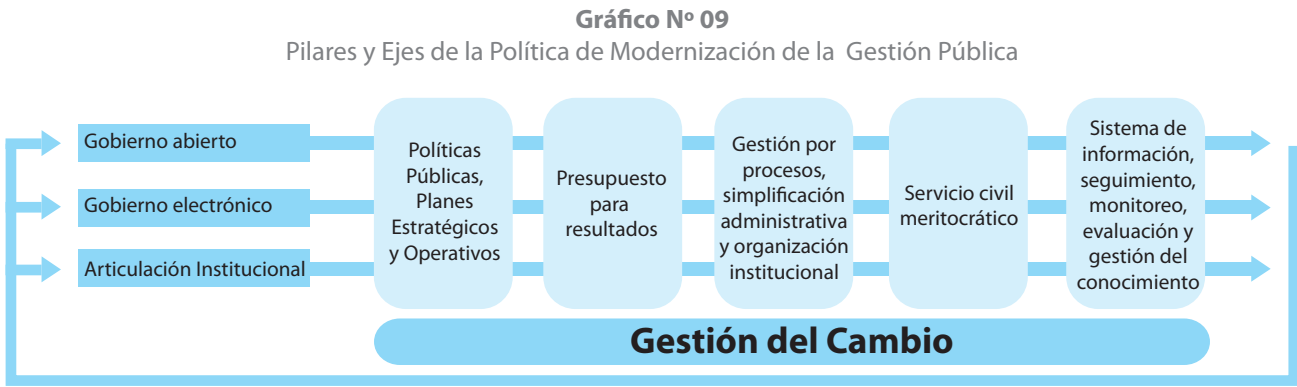 Gráfico Nº 09
Pilares y Ejes de la Política de Modernización de la Gestión Pública
Gobierno abierto
Gobierno electrónico
Articulación Institucional
Políticas
Públicas,
Planes
Estratégicos
y Operativos
Presupuesto
para
resultados
Gestión por
procesos,
simplificación
administrativa
y organización
institucional
Servicio civil
meritocrático
Sistema de
información,
seguimiento,
monitoreo,
evaluación y
gestión del
conocimiento
Gestión del Cambio